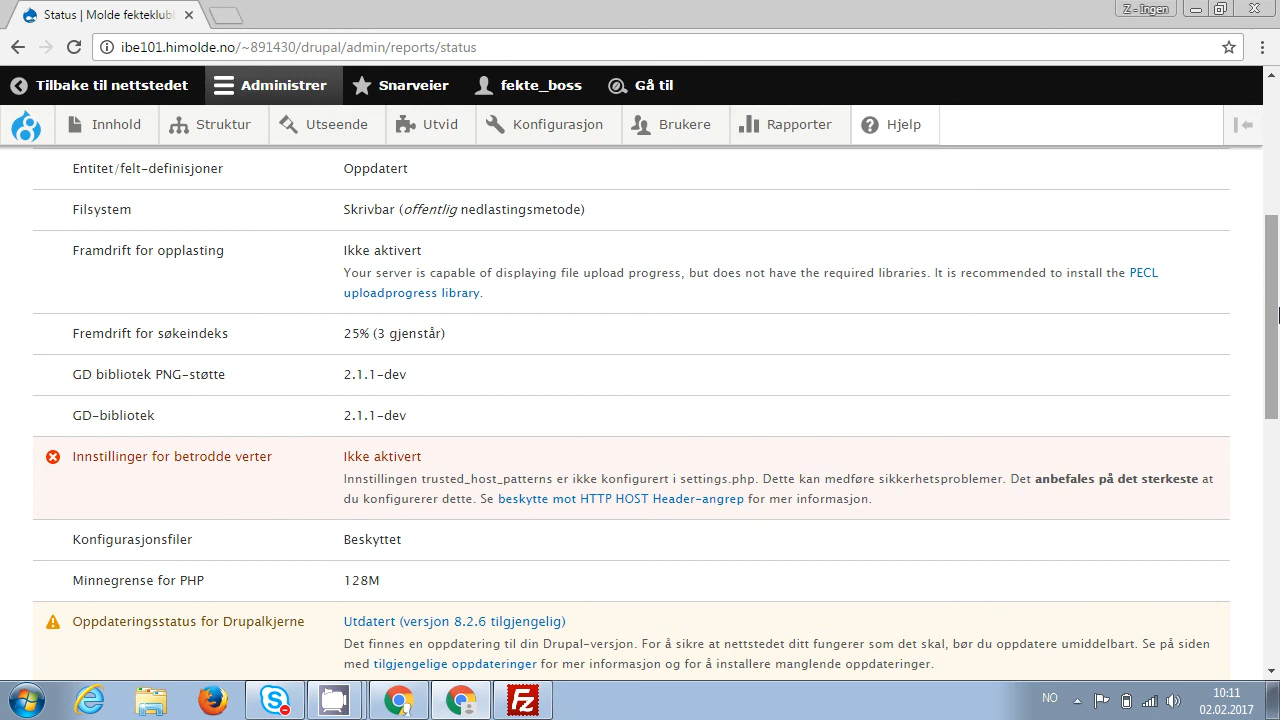 Status | Molde fekteklub
Z - Ingen
ibe101.himolde.no/~891430/drupal/admin/reports/status
Tilbake til nettstedet
Administrer
Snarveier
fekte_boss
Gå til
Innhold
Struktur
Utseende
Utvid
Konfigurasjon
Brukere
Rapporter
Hjelp
Entitet/felt-definisjoner
Oppdatert
Filsystem
Skrivbar (offentlig nedlastingsmetode)
Framdrift for opplasting
Ikke aktivert
Your server is capable of displaying file upload progress, but does not have the required libraries. It is recommended to install the PECL
uploadprogress library.
Fremdrift for søkeindeks
25% (3 gjenstår)
GD bibliotek PNG-støtte
2.1.1-dev
GD-bibliotek
2.1.1-dev
Innstillinger for betrodde verter
Ikke aktivert
Innstillingen trusted_host_patterns er ikke konfigurert i settings.php. Dette kan medføre sikkerhetsproblemer. Det anbefales på det sterkeste at
du konfigurerer dette. Se beskytte mot HTTP HOST Header-angrep for mer informasjon.
Konfigurasjonsfiler
Beskyttet
Minnegrense for PHP
128M
Oppdateringsstatus for Drupalkjerne
Utdatert (versjon 8.2.6 tilgjengelig)
Det finnes en oppdatering til din Drupal-versjon. For å sikre at nettstedet ditt fungerer som det skal, bør du oppdatere umiddelbart. Se på siden
med tilgjengelige oppdateringer for mer informasjon og for å installere manglende oppdateringer.
NO
10:11
02.02.2017